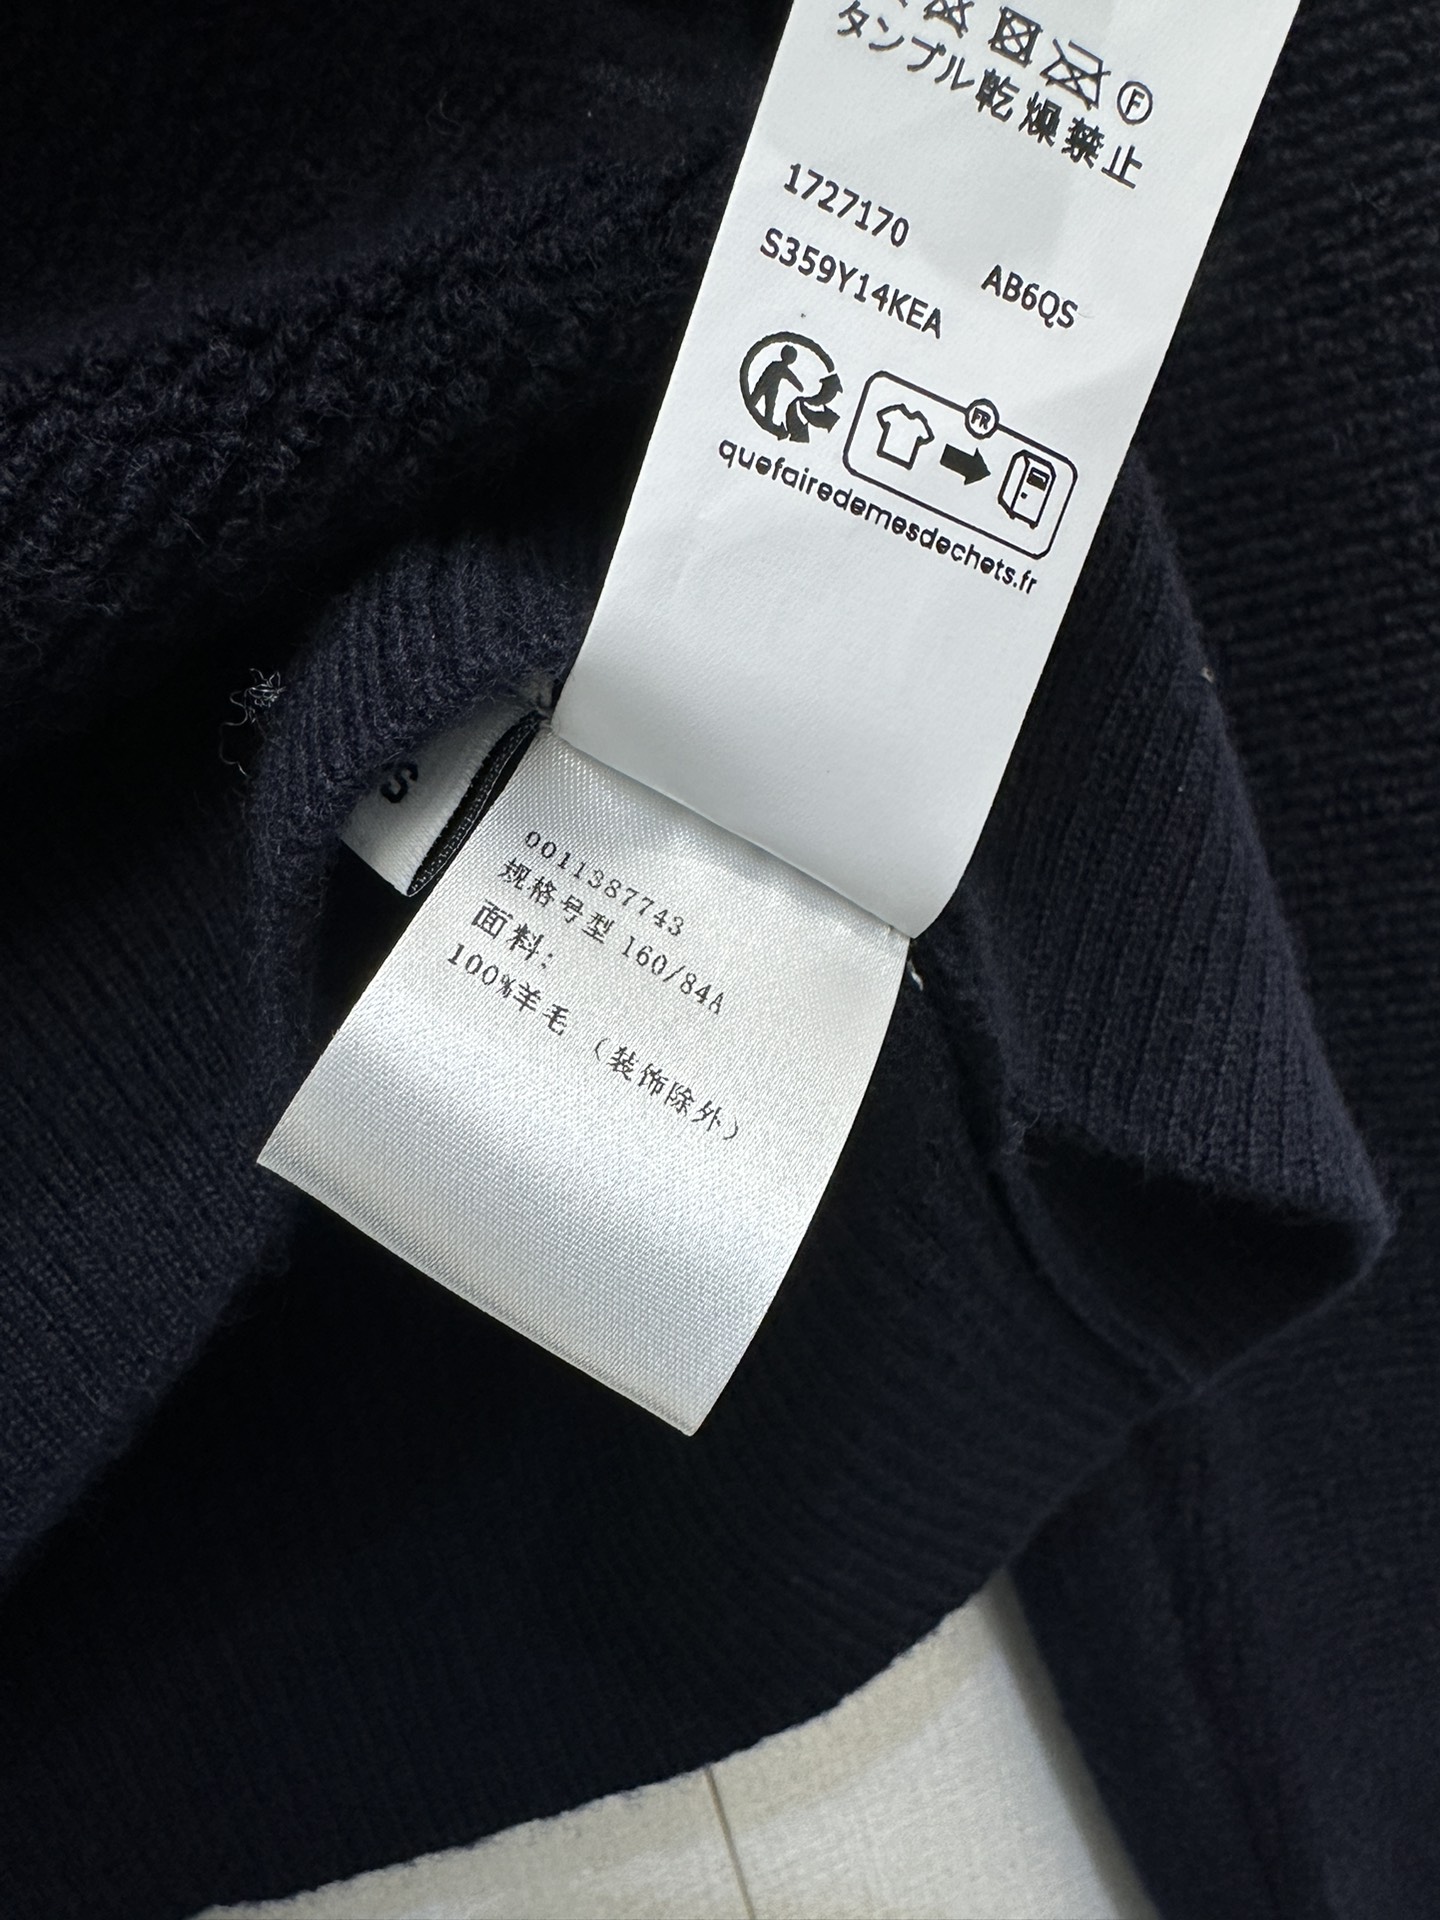 F
タンブル乾燥禁止
1727170
S359Y14KEA AB6QS
FR
quefairedemesdechets.fr
S
0011387743
规格号型 160/84A
面料:
100%羊毛 (装饰除外)